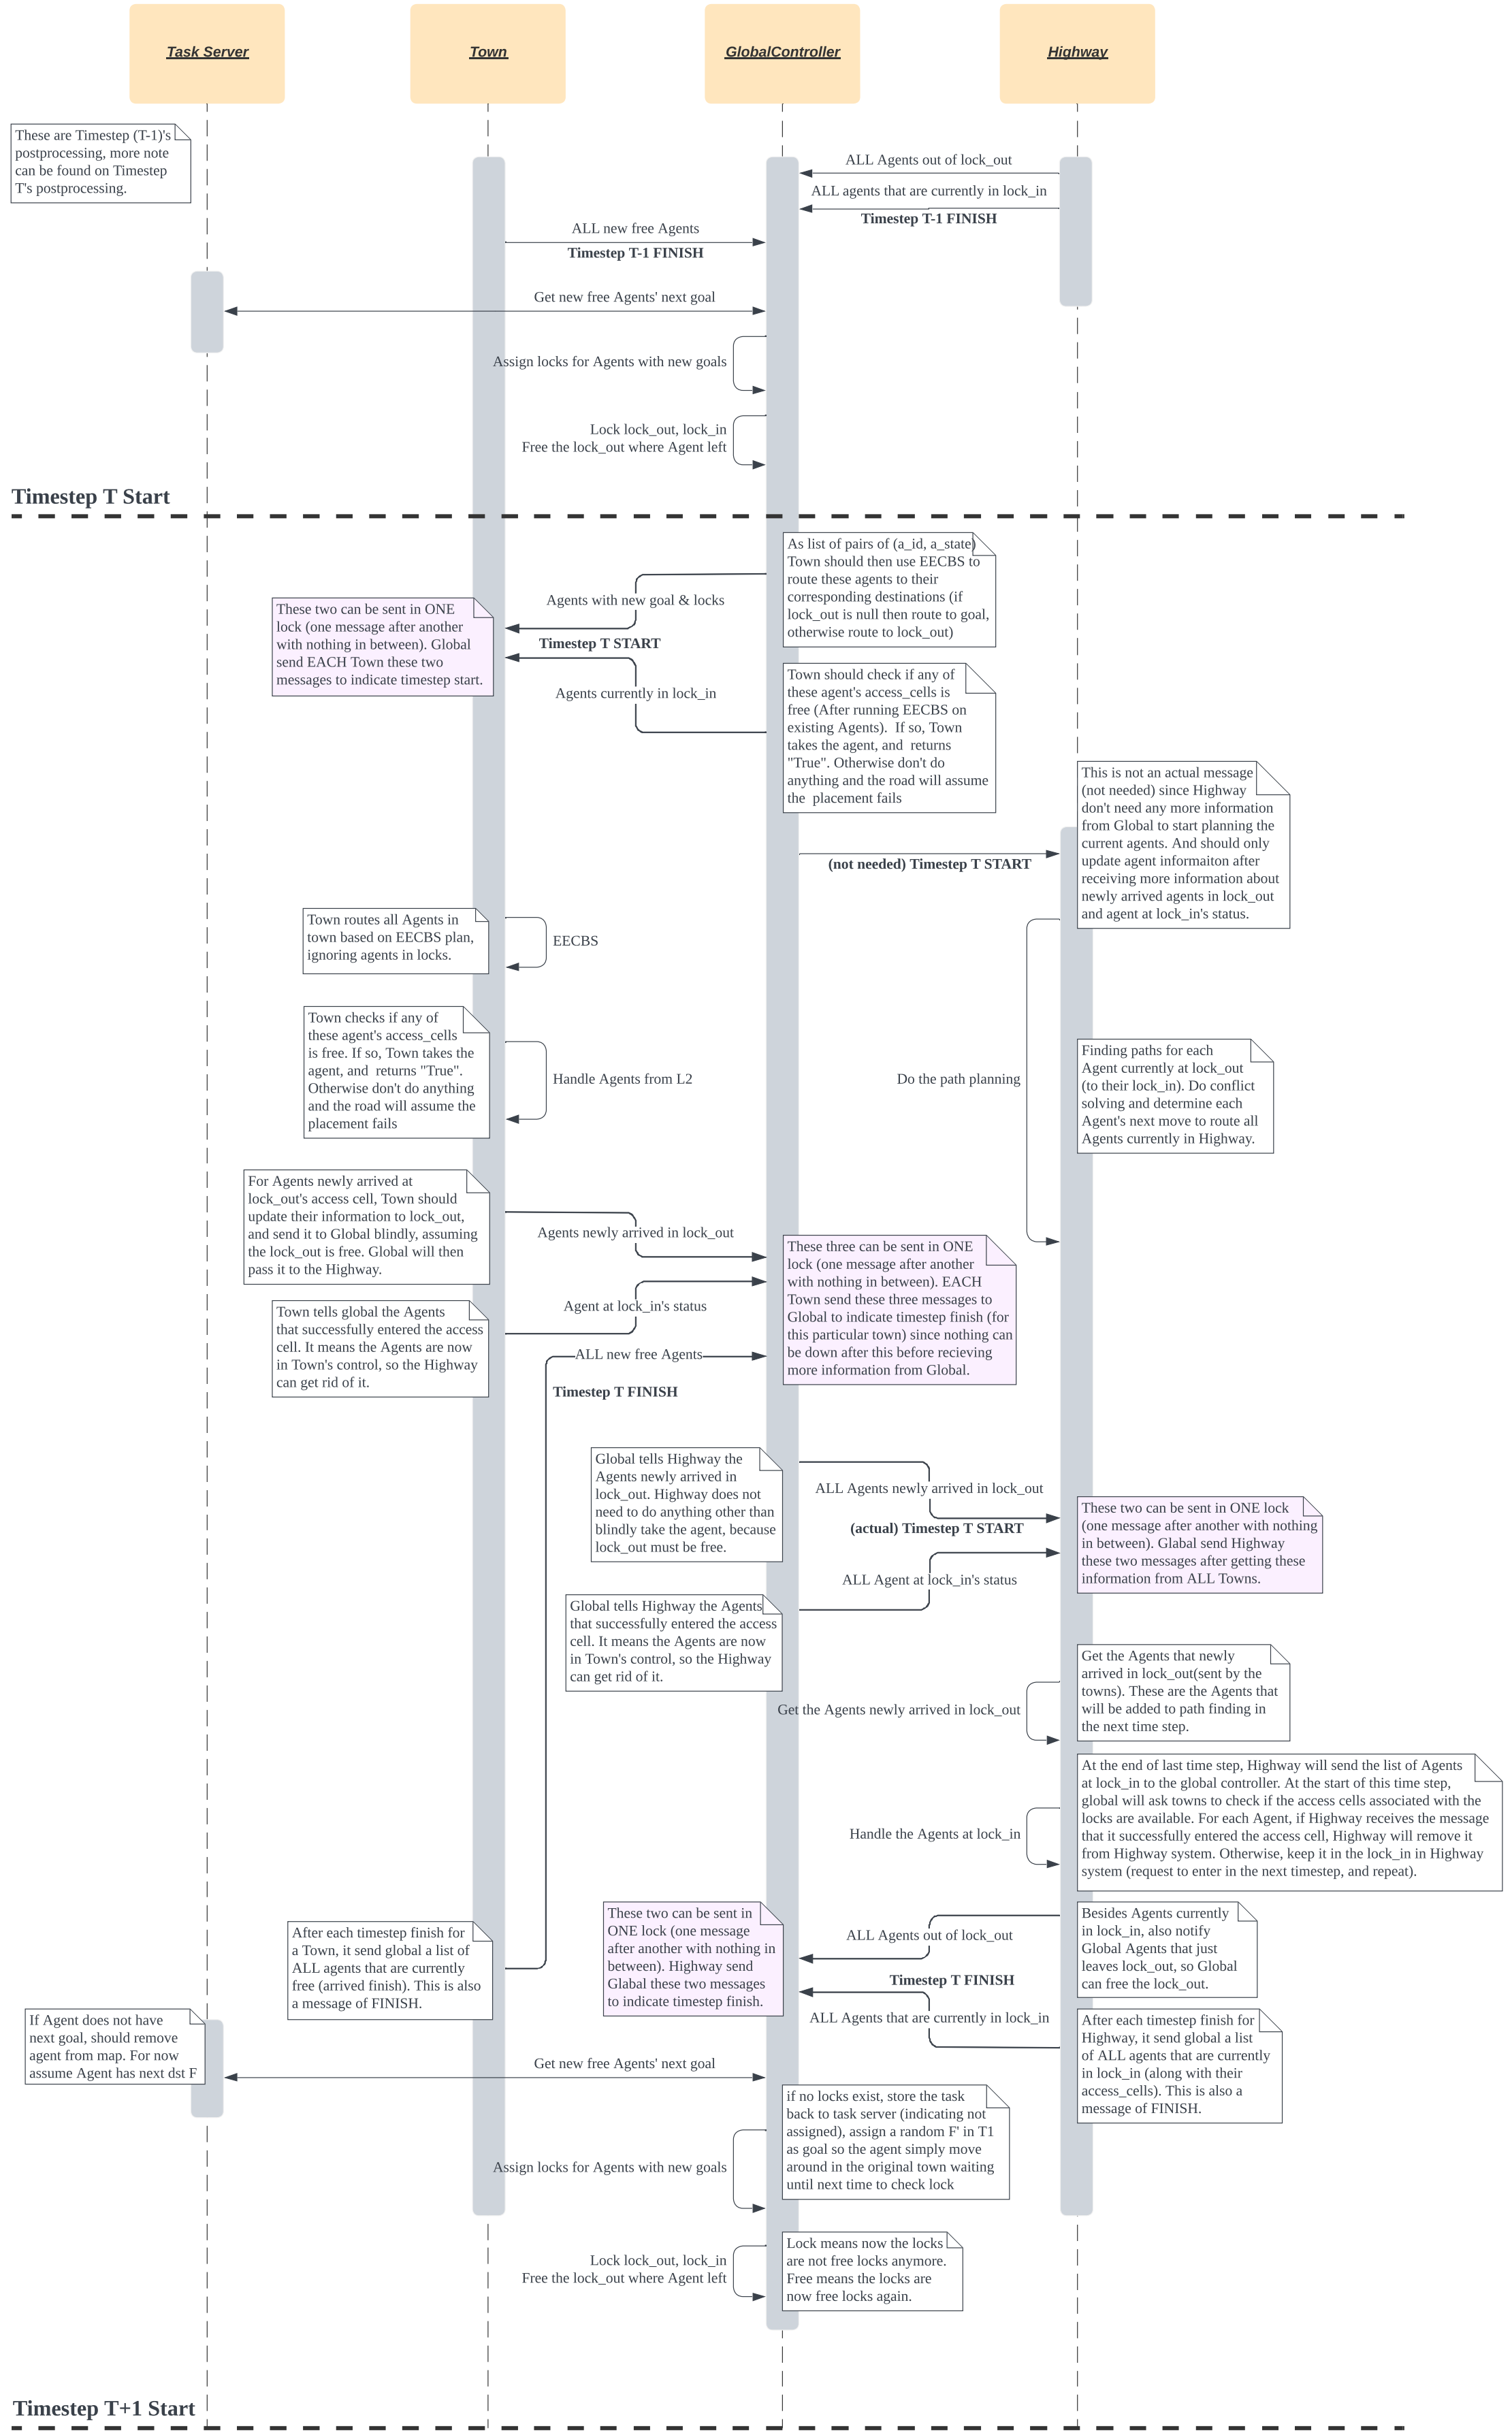 Task Server
Town
GlobalController
Highway
These are Timestep (T-1)'s
postprocessing, more note
can be found on Timestep
T's postprocessing.
ALL Agents out of lock_out
ALL agents that are currently in lock_in
Timestep T-1 FINISH
ALL new free Agents
Timestep T-1 FINISH
Get new free Agents' next goal
Assign locks for Agents with new goals
Lock lock_out, lock_in
Free the lock_out where Agent left
Timestep T Start
As list of pairs of (a_id, a_state)
Town should then use EECBS to
route these agents to their
corresponding destinations (if
lock_out is null then route to goal,
otherwise route to lock_out)
Agents with new goal & locks
These two can be sent in ONE
lock (one message after another
with nothing in between). Global
send EACH Town these two
messages to indicate timestep start.
Timestep T START
Agents currently in lock_in
Town should check if any of
these agent's access_cells is
free (After running EECBS on
existing Agents).  If so, Town
takes the agent, and  returns
"True". Otherwise don't do
anything and the road will assume
the  placement fails
This is not an actual message
(not needed) since Highway
don't need any more information
from Global to start planning the
current agents. And should only
update agent informaiton after
receiving more information about
newly arrived agents in lock_out
and agent at lock_in's status.
(not needed) Timestep T START
Town routes all Agents in
town based on EECBS plan,
ignoring agents in locks.
EECBS
Town checks if any of
these agent's access_cells
is free. If so, Town takes the
agent, and  returns "True".
Otherwise don't do anything
and the road will assume the
placement fails
Handle Agents from L2
Do the path planning
Finding paths for each
Agent currently at lock_out
(to their lock_in). Do conflict
solving and determine each
Agent's next move to route all
Agents currently in Highway.
For Agents newly arrived at
lock_out's access cell, Town should
update their information to lock_out,
and send it to Global blindly, assuming
the lock_out is free. Global will then
pass it to the Highway.
Agents newly arrived in lock_out
These three can be sent in ONE
lock (one message after another
with nothing in between). EACH
Town send these three messages to
Global to indicate timestep finish (for
this particular town) since nothing can
be down after this before recieving
more information from Global.
Agent at lock_in's status
Town tells global the Agents
that successfully entered the access
cell. It means the Agents are now
in Town's control, so the Highway
can get rid of it.
ALL new free Agents
Timestep T FINISH
Global tells Highway the
Agents newly arrived in
lock_out. Highway does not
need to do anything other than
blindly take the agent, because
lock_out must be free.
ALL Agents newly arrived in lock_out
(actual) Timestep T START
These two can be sent in ONE lock
(one message after another with nothing
in between). Glabal send Highway
these two messages after getting these
information from ALL Towns.
ALL Agent at lock_in's status
Global tells Highway the Agents
that successfully entered the access
cell. It means the Agents are now
in Town's control, so the Highway
can get rid of it.
Get the Agents that newly
arrived in lock_out(sent by the
towns). These are the Agents that
will be added to path finding in
the next time step.
Get the Agents newly arrived in lock_out
At the end of last time step, Highway will send the list of Agents
at lock_in to the global controller. At the start of this time step,
global will ask towns to check if the access cells associated with the
locks are available. For each Agent, if Highway receives the message
that it successfully entered the access cell, Highway will remove it
from Highway system. Otherwise, keep it in the lock_in in Highway
system (request to enter in the next timestep, and repeat).
Handle the Agents at lock_in
After each timestep finish for
a Town, it send global a list of
ALL agents that are currently
free (arrived finish). This is also
a message of FINISH.
These two can be sent in
ONE lock (one message
after another with nothing in
between). Highway send
Glabal these two messages
to indicate timestep finish.
ALL Agents out of lock_out
Timestep T FINISH
ALL Agents that are currently in lock_in
Besides Agents currently
in lock_in, also notify
Global Agents that just
leaves lock_out, so Global
can free the lock_out.
After each timestep finish for
Highway, it send global a list
of ALL agents that are currently
in lock_in (along with their
access_cells). This is also a
message of FINISH.
If Agent does not have
next goal, should remove
agent from map. For now
assume Agent has next dst F
Get new free Agents' next goal
if no locks exist, store the task
back to task server (indicating not
assigned), assign a random F' in T1
as goal so the agent simply move
around in the original town waiting
until next time to check lock
Assign locks for Agents with new goals
Lock lock_out, lock_in
Free the lock_out where Agent left
Lock means now the locks
are not free locks anymore.
Free means the locks are
now free locks again.
Timestep T+1 Start